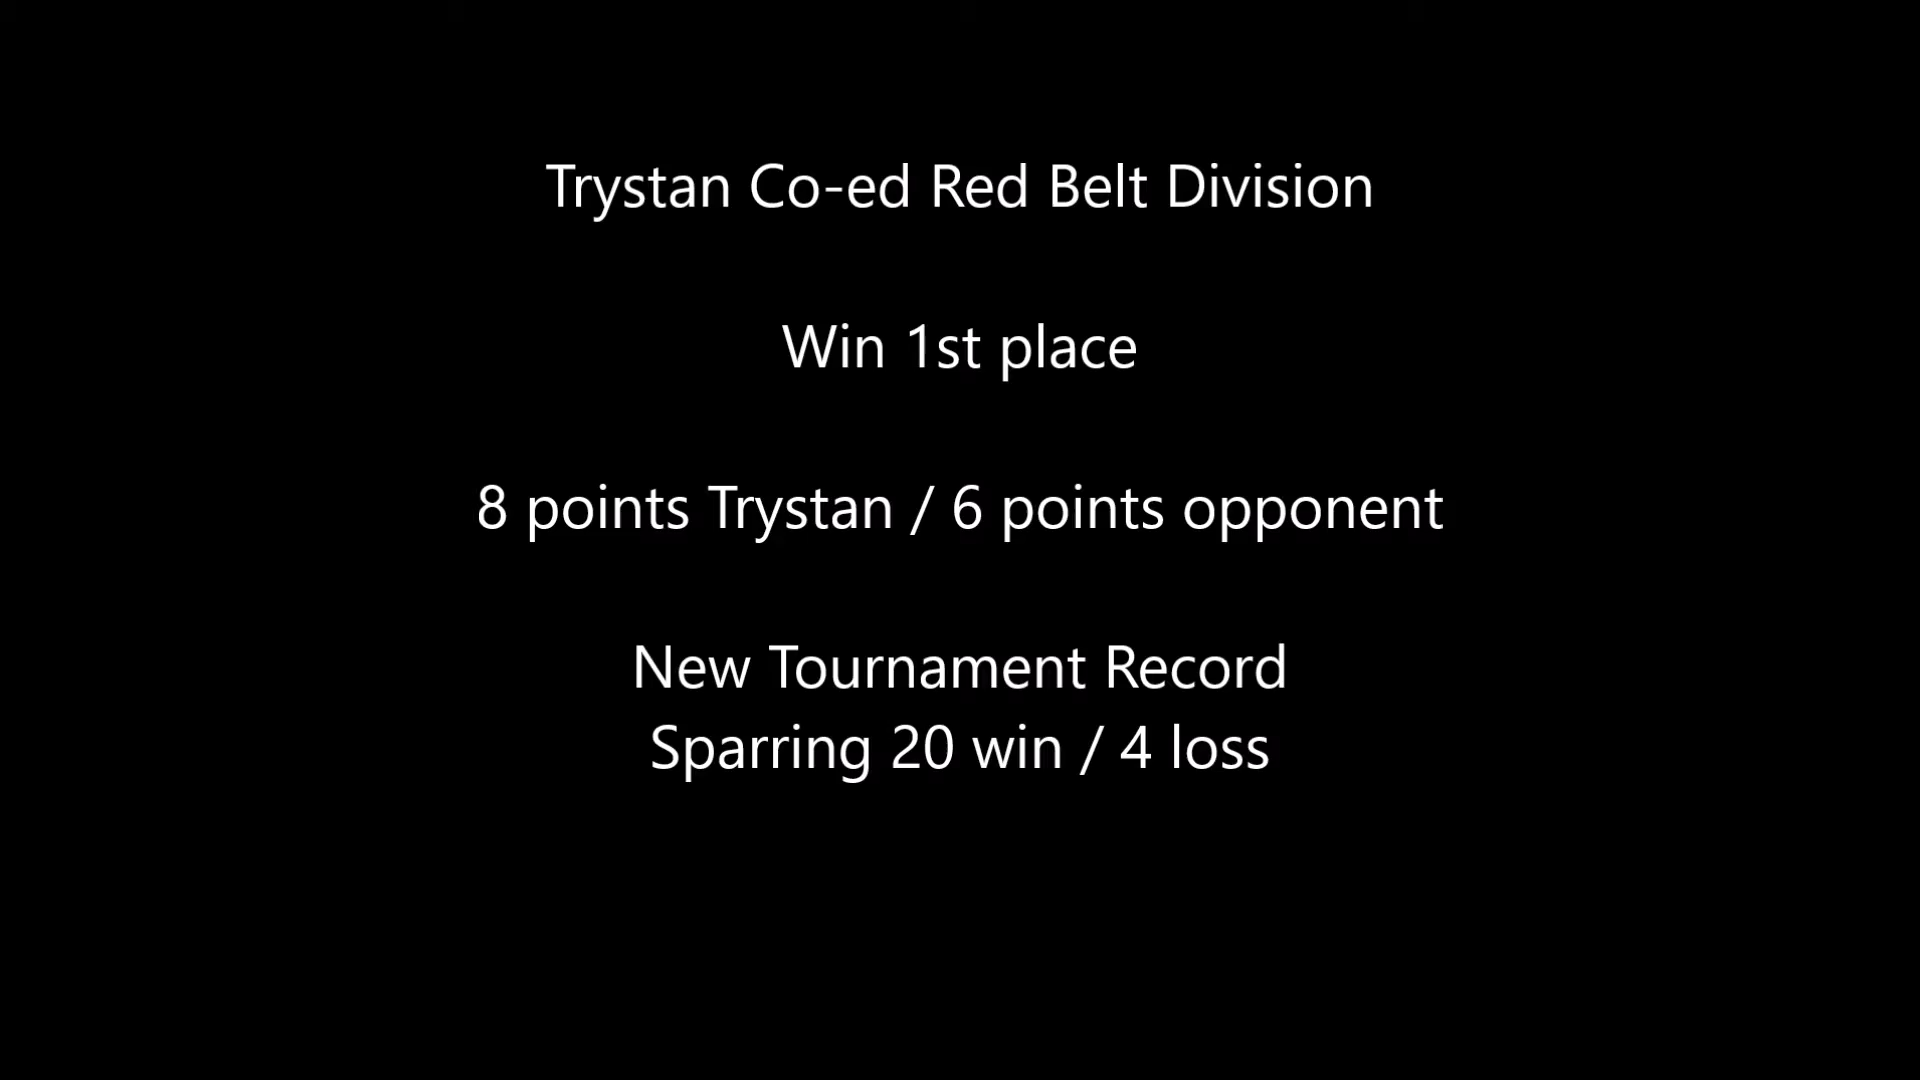 Trystan Co-ed Red Belt Division
Win 1st place
8 points Trystan / 6 points opponent
New Tournament Record
Sparring 20 win / 4 loss